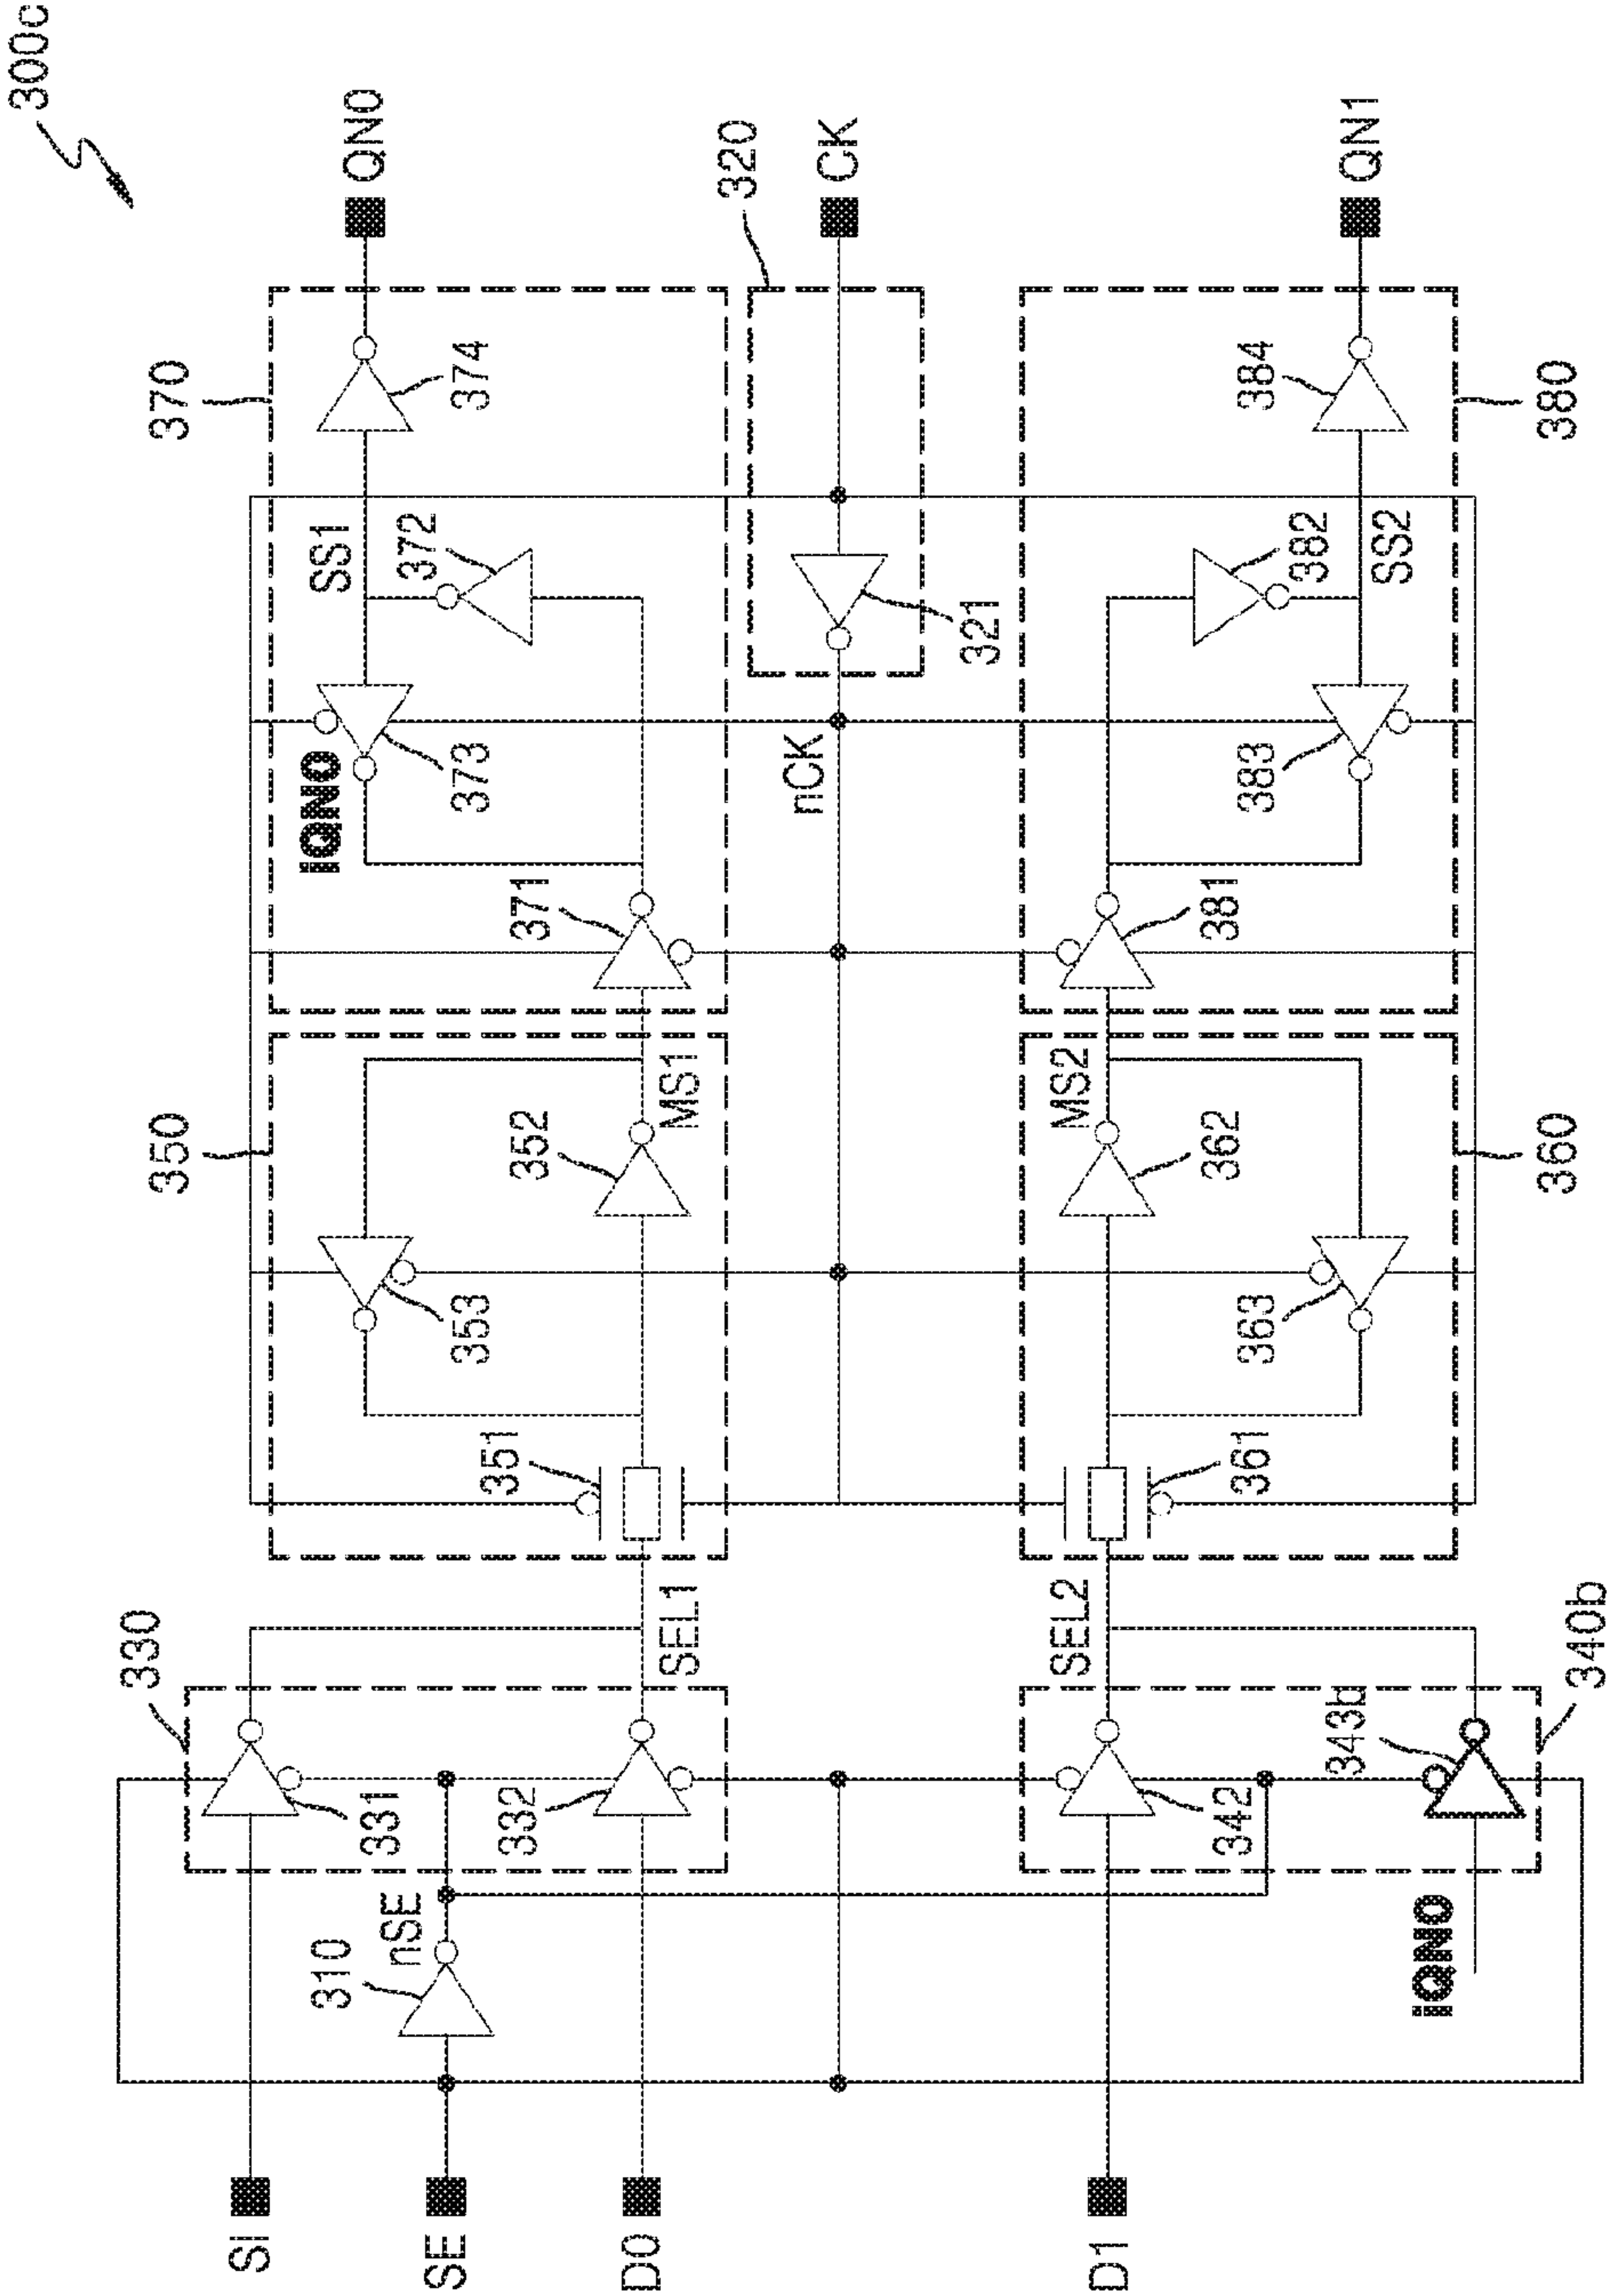 300c
QN0
CK
QN1
320
370
374
384
380
SS1
372
321
382
SS2
iQN0
373
nCK
383
371
381
350
352
MS1
MS2
362
360
353
363
351
361
330
SEL1
SEL2
340b
331
332
342
343b
nSE
310
iQN0
SI
SE
D0
D1